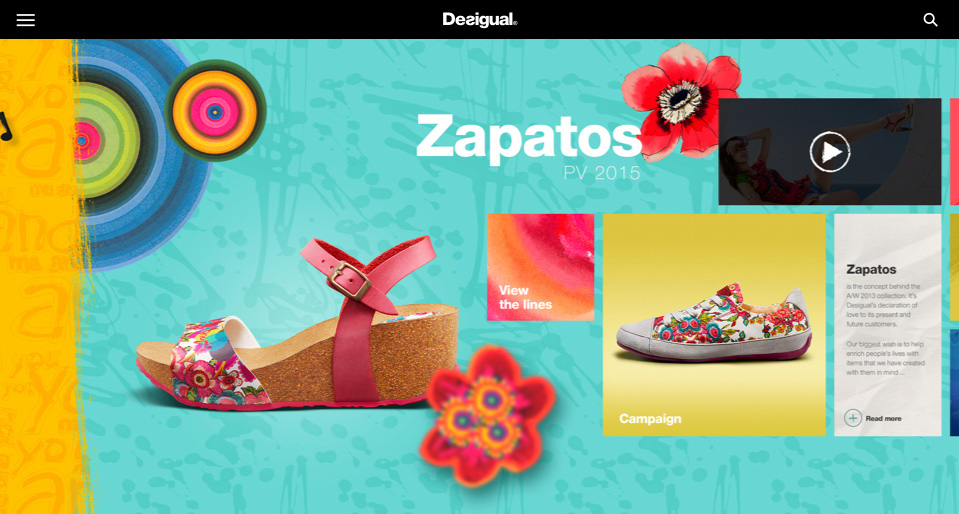 Desigual®
Zapatos
PV 2015
View
the lines
Campaign
Zapatos
is the concept behind the
A/W 2013 collection: It's
Desigual's declaration of
love to its present and
future customers.
Our biggest wish is to help
enrich people's lives with
items that we have created
with them in mind ...
Read more